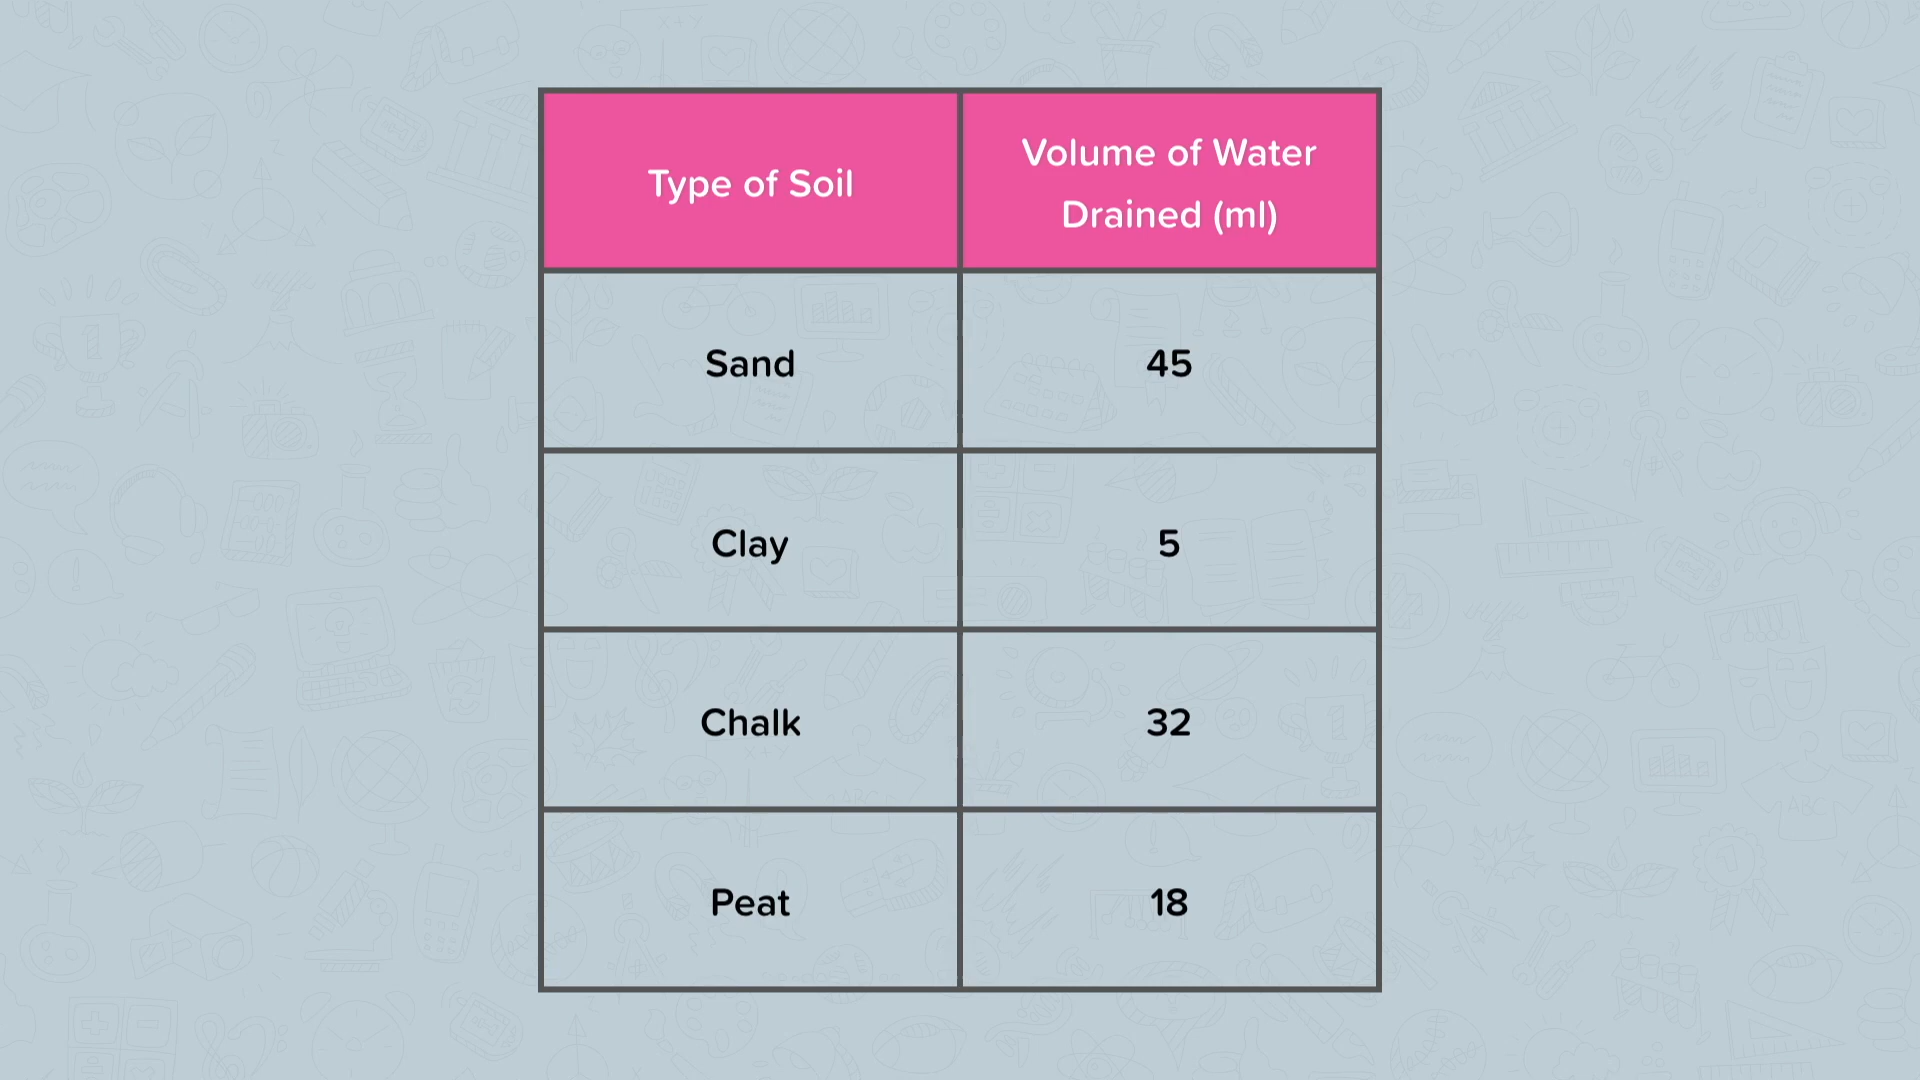 Type of Soil
Volume of Water
Drained (ml)
Sand 45
Clay 5
Chalk 32
Peat 18